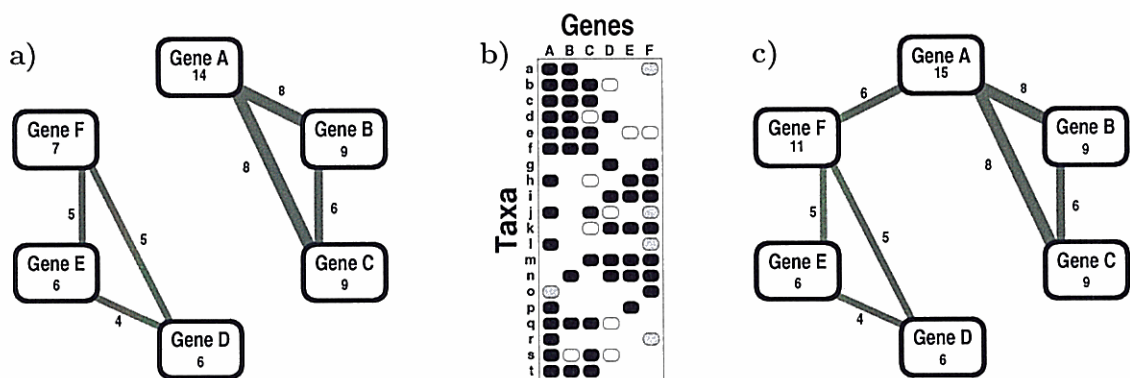 a)
Gene A
14
8
Gene F
7
Gene B
9
8
5
5
6
Gene E
6
Gene C
9
4
Gene D
6
b)
Genes
A B C D E F
Taxa
a
b
c
d
e
f
g
h
i
j
k
l
m
n
o
p
q
r
s
t
c)
Gene A
15
6
8
Gene F
11
Gene B
9
8
5
5
6
Gene E
6
Gene C
9
4
Gene D
6